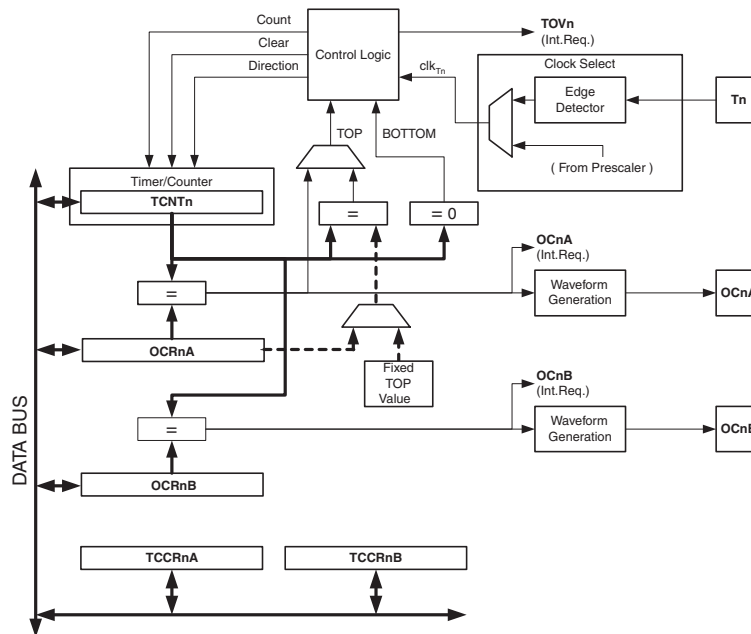 Count
Clear
Direction
Control Logic
TOVn
(Int.Req.)
clkTn
Clock Select
Edge
Detector
Tn
( From Prescaler )
TOP
BOTTOM
Timer/Counter
TCNTn
=
= 0
OCnA
(Int.Req.)
=
Waveform
Generation
OCnA
OCRnA
Fixed
TOP
Value
OCnB
(Int.Req.)
=
Waveform
Generation
OCnB
OCRnB
DATA BUS
TCCRnA
TCCRnB